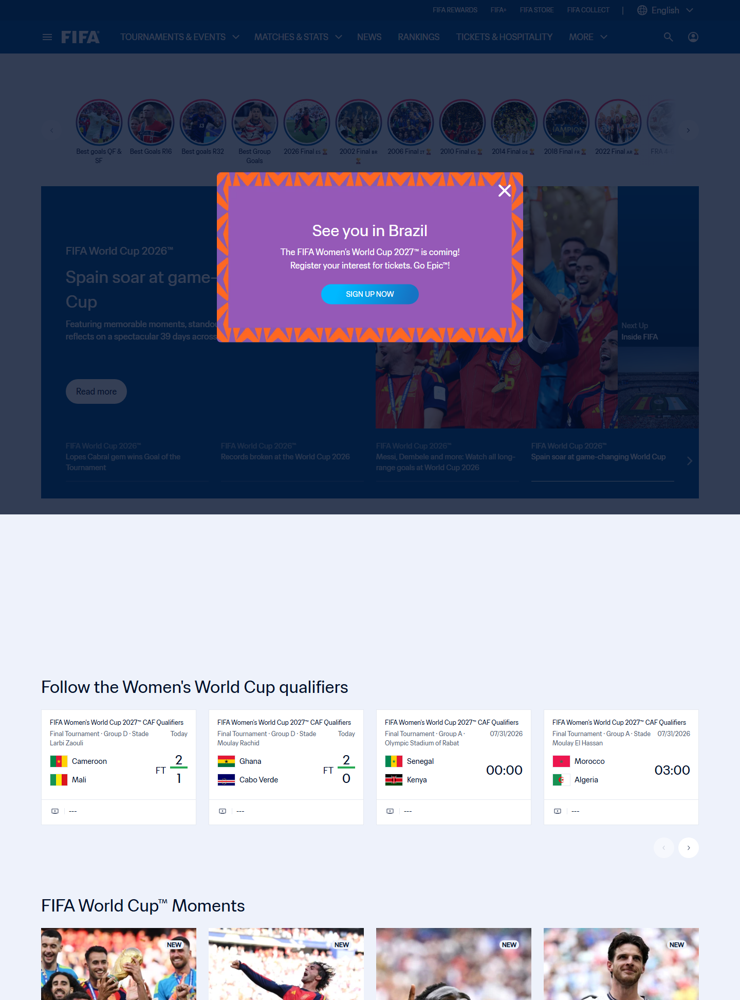 FIFA REWARDS
FIFA+
FIFA STORE
FIFA COLLECT
|
English
FIFA
TOURNAMENTS & EVENTS
MATCHES & STATS
NEWS
RANKINGS
TICKETS & HOSPITALITY
MORE
Best goals QF &
SF
Best Goals R16
Best goals R32
Best Group
Goals
2026 Final ES
2002 Final BR
2006 Final IT
2010 Final ES
2014 Final DE
2018 Final FR
2022 Final AR
FRA 4-
See you in Brazil
The FIFA Women's World Cup 2027™ is coming!
Register your interest for tickets. Go Epic™!
SIGN UP NOW
FIFA World Cup 2026™
Spain soar at game-
Cup
Featuring memorable moments,
reflects on a spectacular 39 days across
Read more
Next Up
Inside FIFA
FIFA World Cup 2026™
Lopes Cabral gem wins Goal of the
Tournament
FIFA World Cup 2026™
Records broken at the World Cup 2026
FIFA World Cup 2026™
Messi, Dembele and more: Watch all long-
range goals at World Cup 2026
FIFA World Cup 2026™
Spain soar at game-changing World Cup
Follow the Women's World Cup qualifiers
FIFA Women's World Cup 2027™ CAF Qualifiers
Final Tournament · Group D · Stade
Larbi Zaouli
Today
Cameroon
Mali
FT
2
1
---
FIFA Women's World Cup 2027™ CAF Qualifiers
Final Tournament · Group D · Stade
Moulay Rachid
Today
Ghana
Cabo Verde
FT
2
0
---
FIFA Women's World Cup 2027™ CAF Qualifiers
Final Tournament · Group A ·
Olympic Stadium of Rabat
07/31/2026
Senegal
Kenya
00:00
---
FIFA Women's World Cup 2027™ CAF Qualifiers
Final Tournament · Group A · Stade
Moulay El Hassan
07/31/2026
Morocco
Algeria
03:00
---
FIFA World Cup™ Moments
NEW
NEW
NEW
NEW